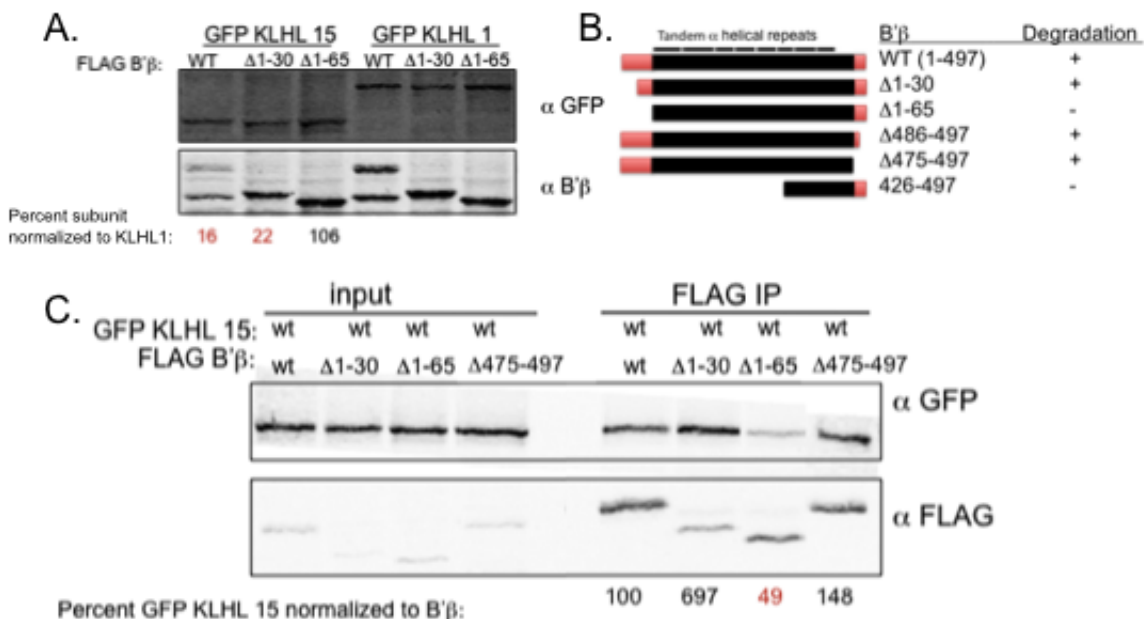 A.
GFP KLHL 15 GFP KLHL 1
FLAG B'β: WT Δ1-30 Δ1-65 WT Δ1-30 Δ1-65
α GFP
α B'β
Percent subunit
normalized to KLHL1: 16 22 106
B.
Tandem α helical repeats B'β Degradation
WT (1-497) +
Δ1-30 +
Δ1-65 -
Δ486-497 +
Δ475-497 +
426-497 -
C.
input FLAG IP
GFP KLHL 15: wt wt wt wt wt wt wt wt
FLAG B'β: wt Δ1-30 Δ1-65 Δ475-497 wt Δ1-30 Δ1-65 Δ475-497
α GFP
α FLAG
100 697 49 148
Percent GFP KLHL 15 normalized to B'β: